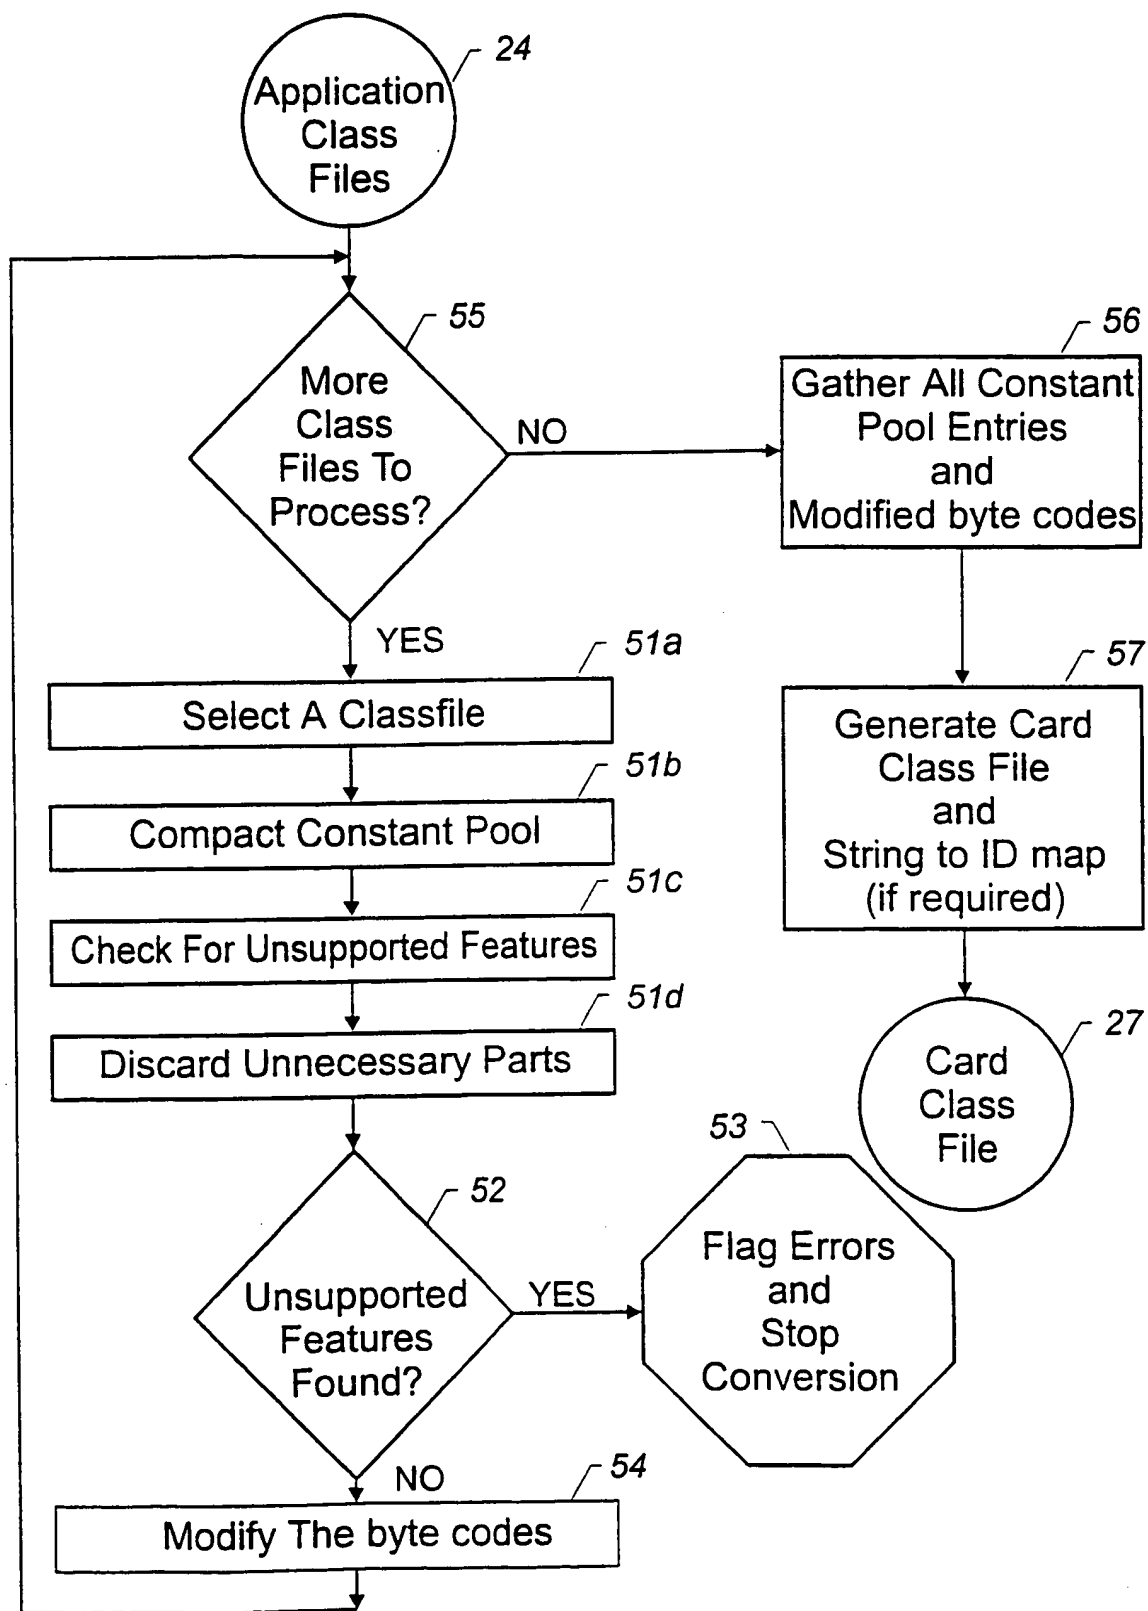 24
Application
Class
Files
55
More
Class
Files To
Process?
NO
YES
56
Gather All Constant
Pool Entries
and
Modified byte codes
51a
Select A Classfile
51b
Compact Constant Pool
51c
Check For Unsupported Features
51d
Discard Unnecessary Parts
57
Generate Card
Class File
and
String to ID map
(if required)
27
Card
Class
File
52
Unsupported
Features
Found?
YES
NO
53
Flag Errors
and
Stop
Conversion
54
Modify The byte codes